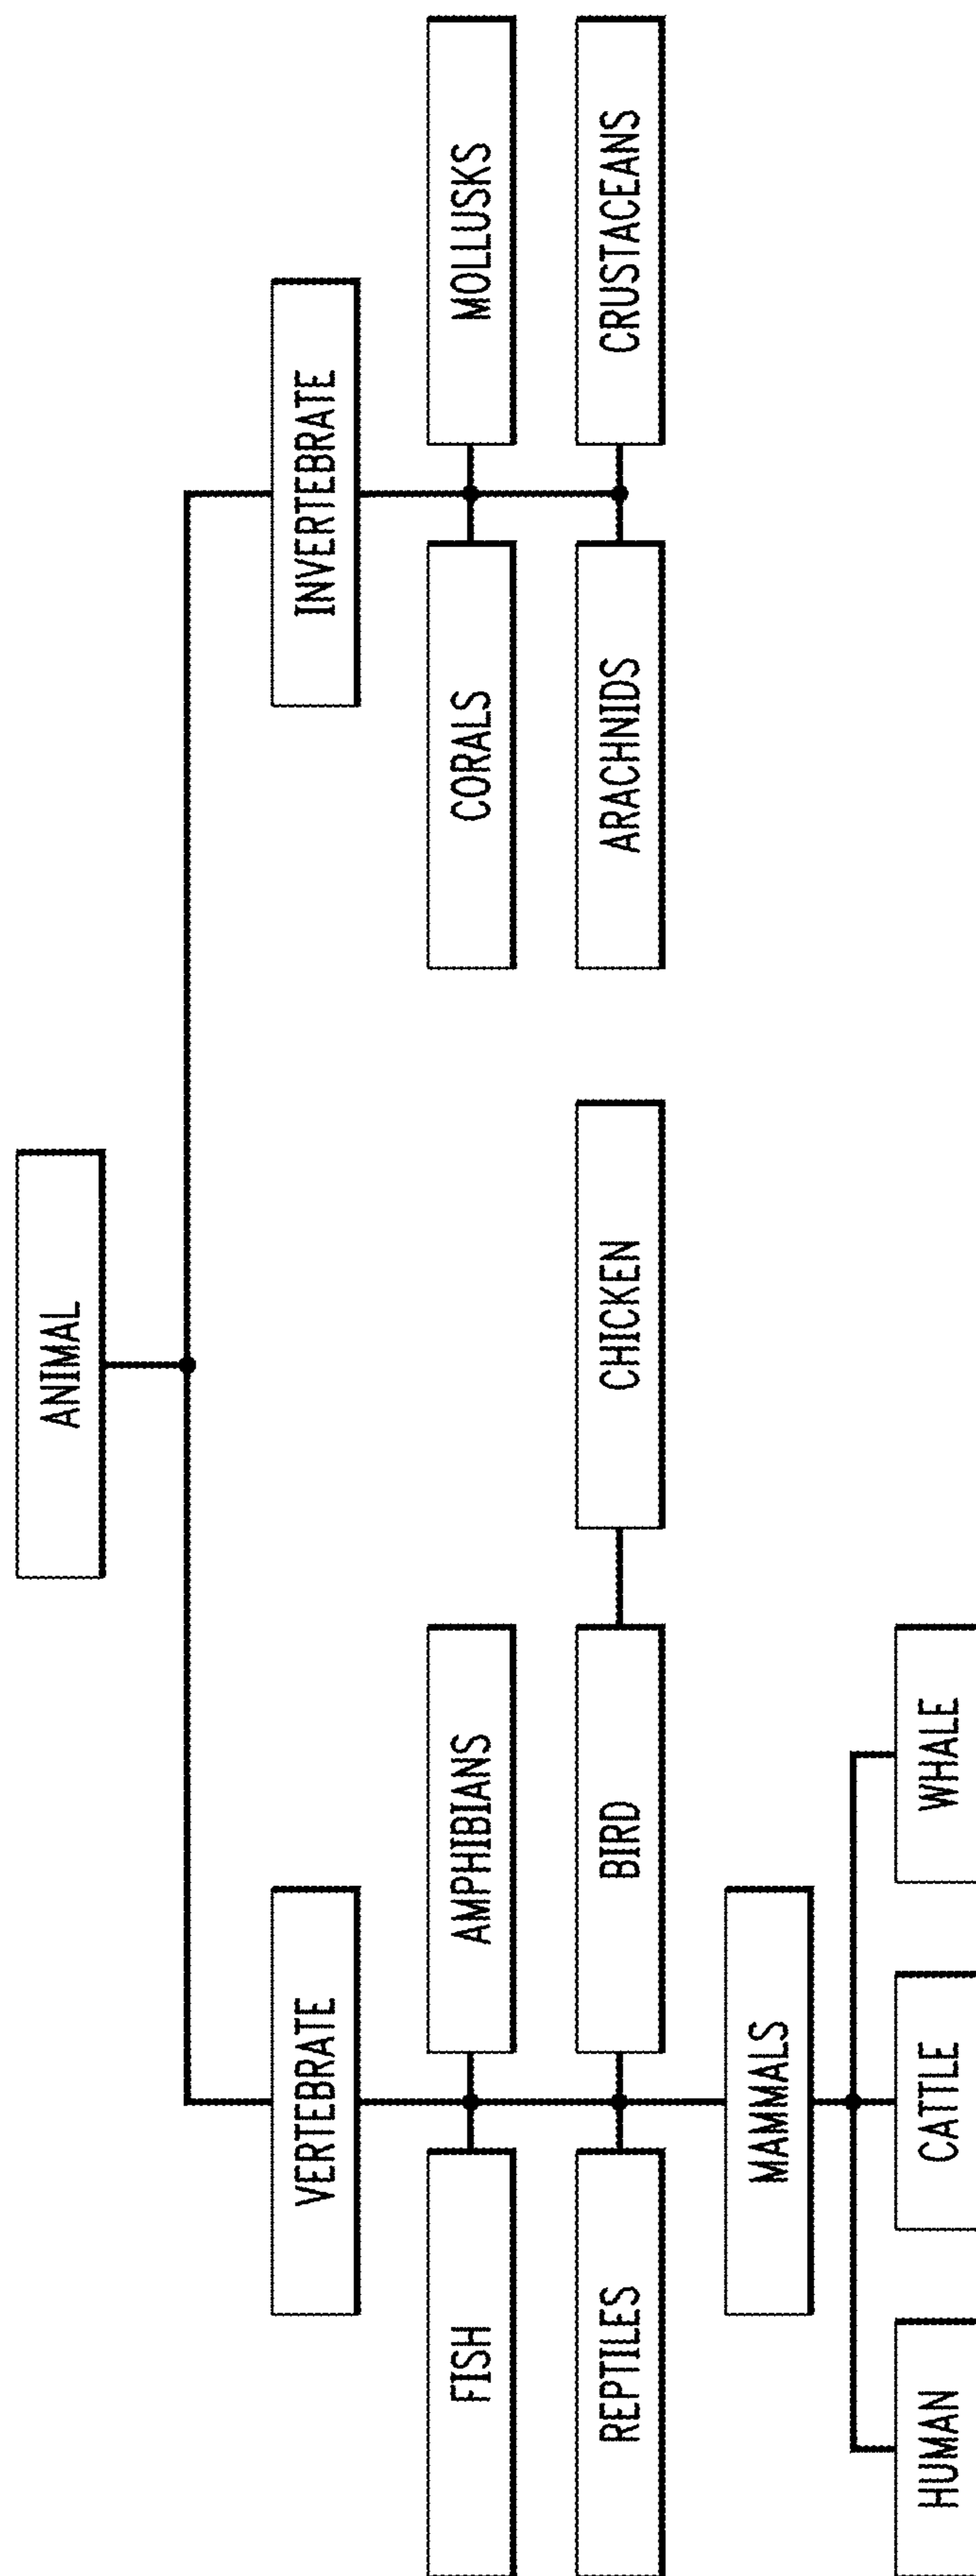 ANIMAL
VERTEBRATE
INVERTEBRATE
FISH
AMPHIBIANS
CORALS
MOLLUSKS
REPTILES
BIRD
CHICKEN
ARACHNIDS
CRUSTACEANS
MAMMALS
HUMAN
CATTLE
WHALE